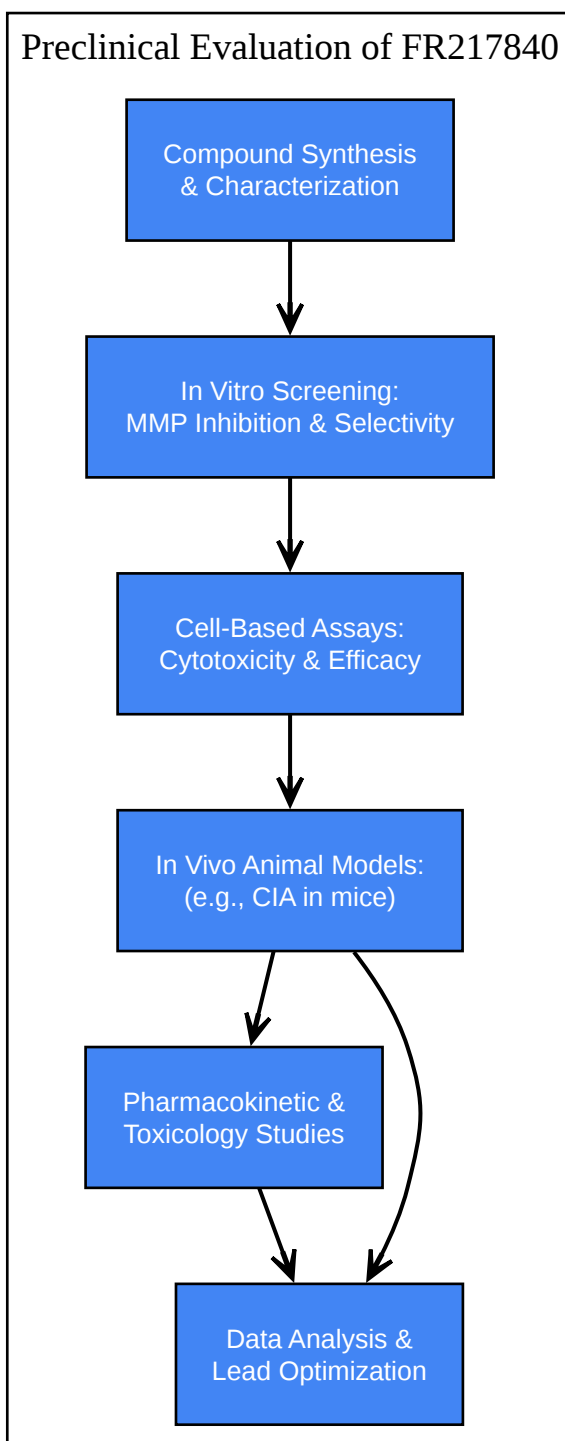 Preclinical Evaluation of FR217840
Compound Synthesis
& Characterization
In Vitro Screening:
MMP Inhibition & Selectivity
Cell-Based Assays:
Cytotoxicity & Efficacy
In Vivo Animal Models:
(e.g., CIA in mice)
Pharmacokinetic &
Toxicology Studies
Data Analysis &
Lead Optimization